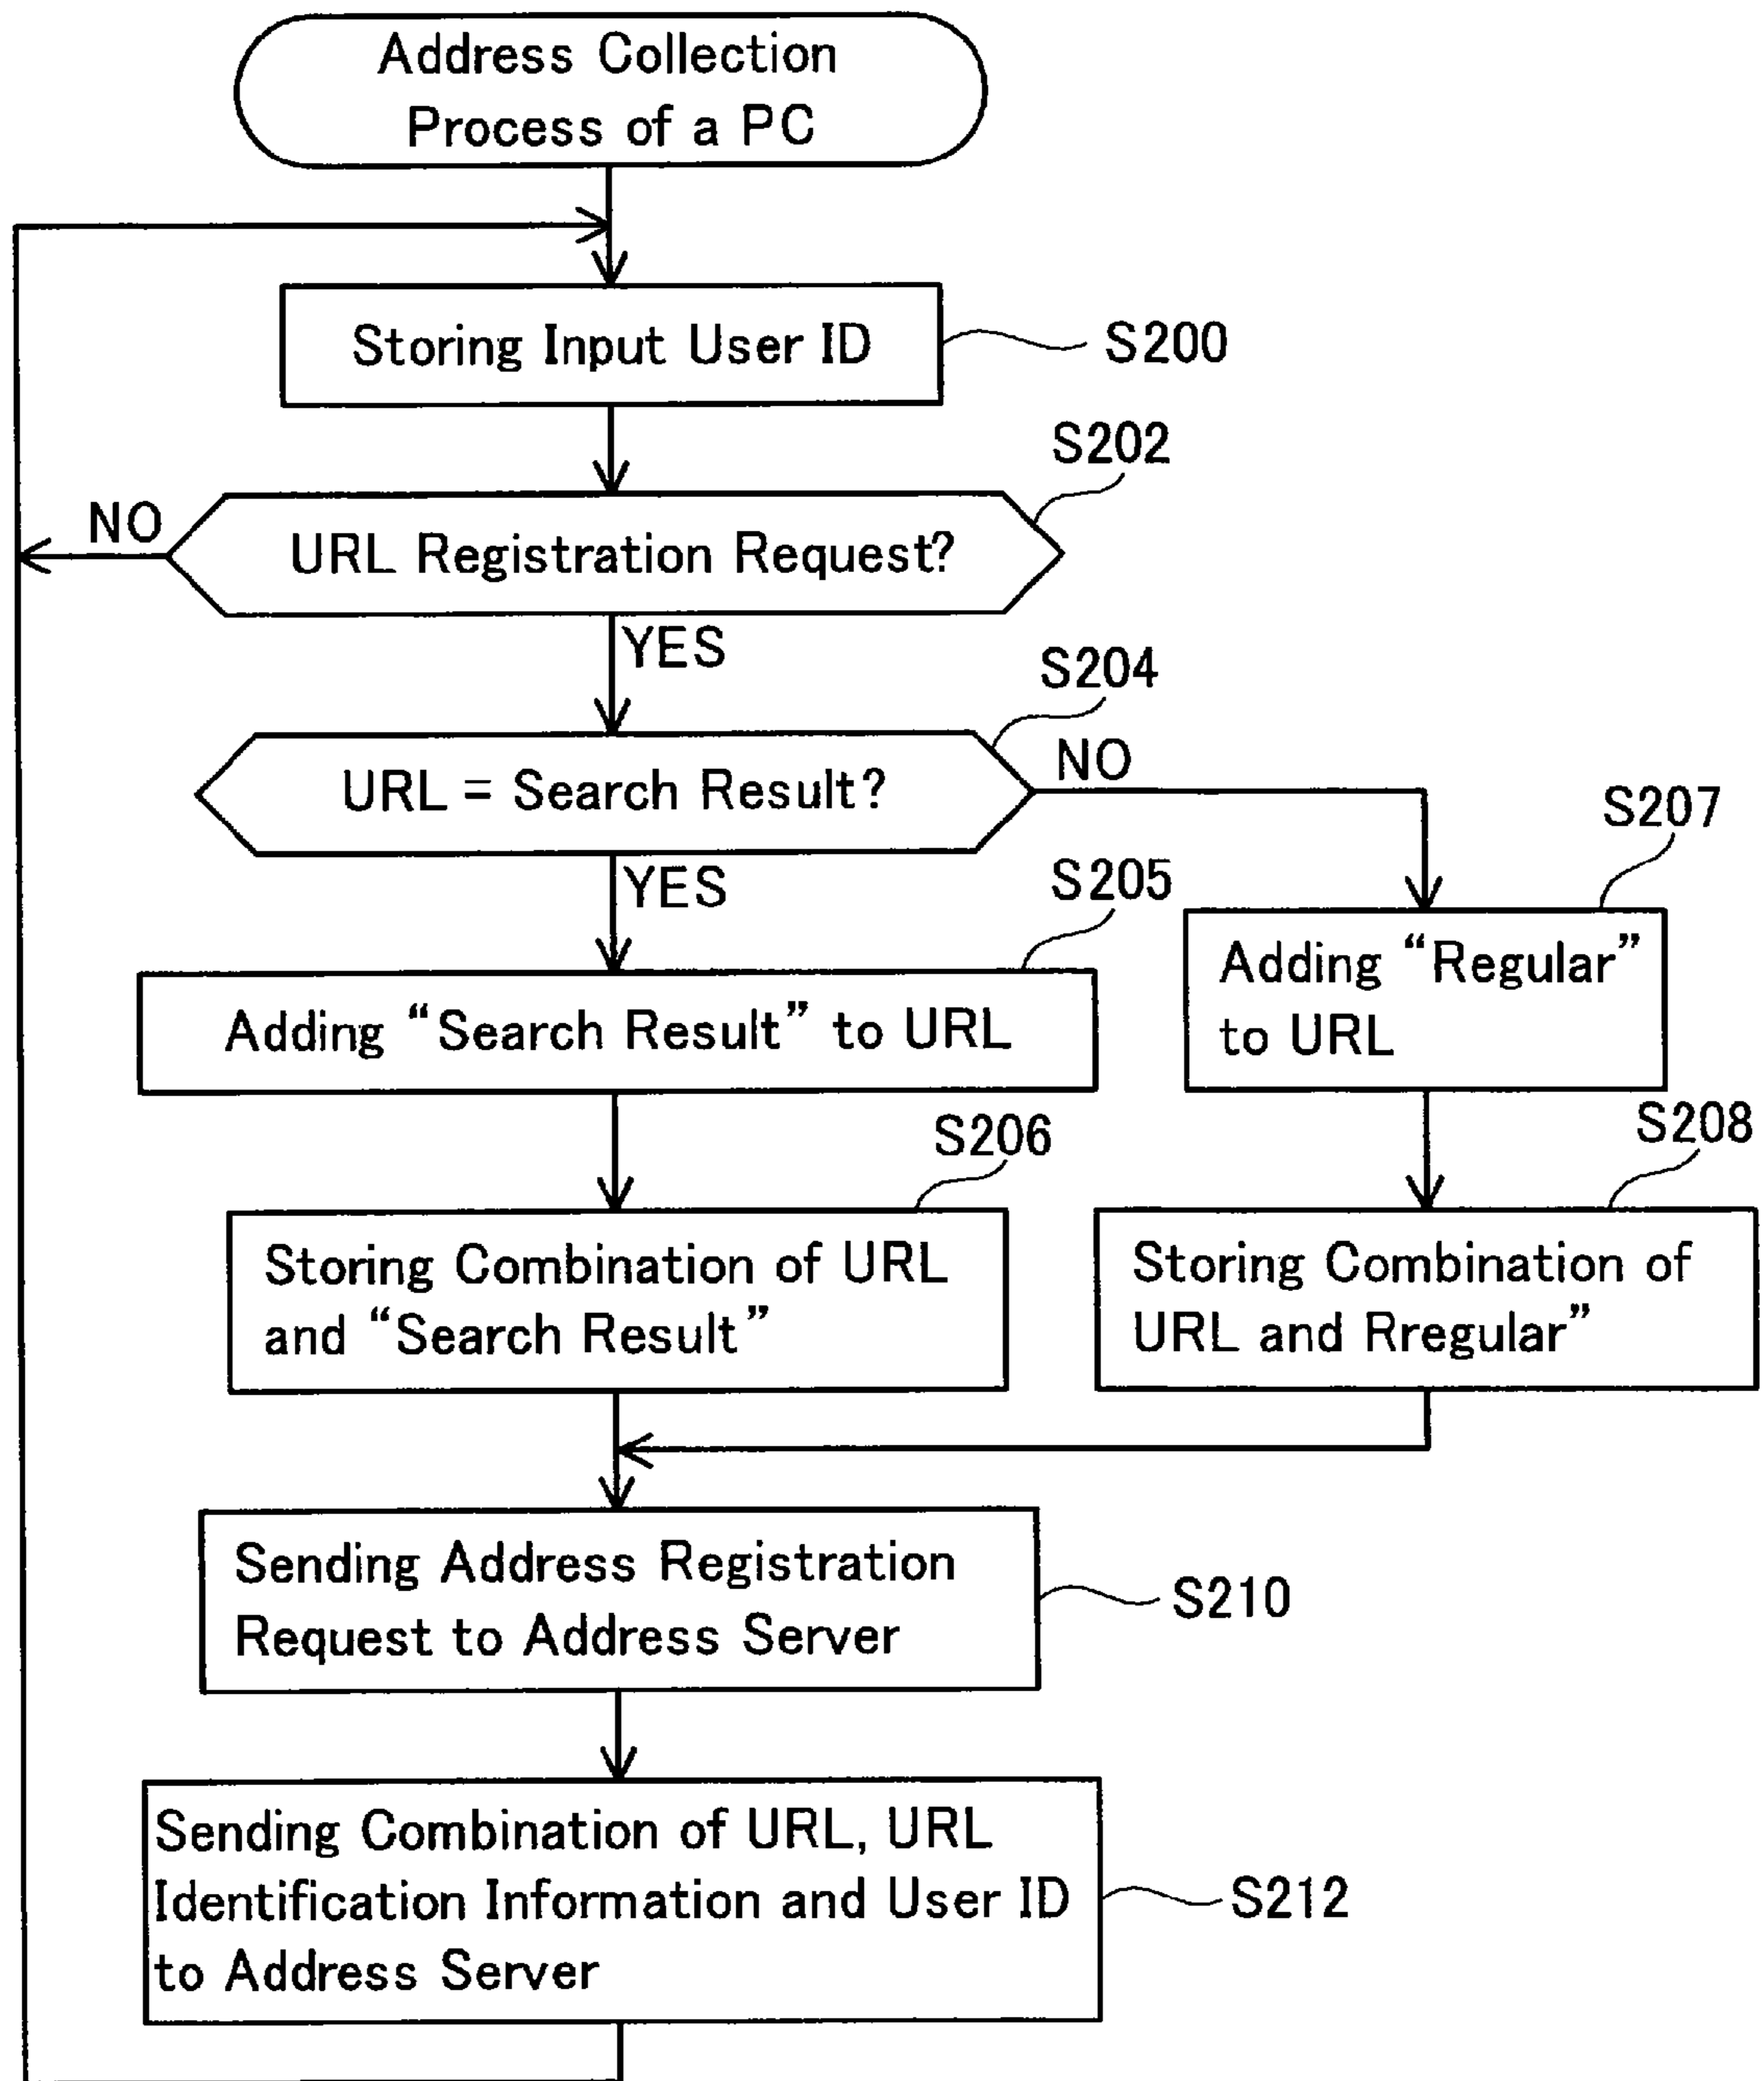 Address Collection
Process of a PC
Storing Input User ID
S200
S202
NO
URL Registration Request?
YES
S204
URL = Search Result?
NO
S207
YES
S205
Adding “Regular”
to URL
Adding “Search Result” to URL
S206
S208
Storing Combination of URL
and “Search Result”
Storing Combination of
URL and Rregular”
Sending Address Registration
Request to Address Server
S210
Sending Combination of URL, URL
Identification Information and User ID
to Address Server
S212